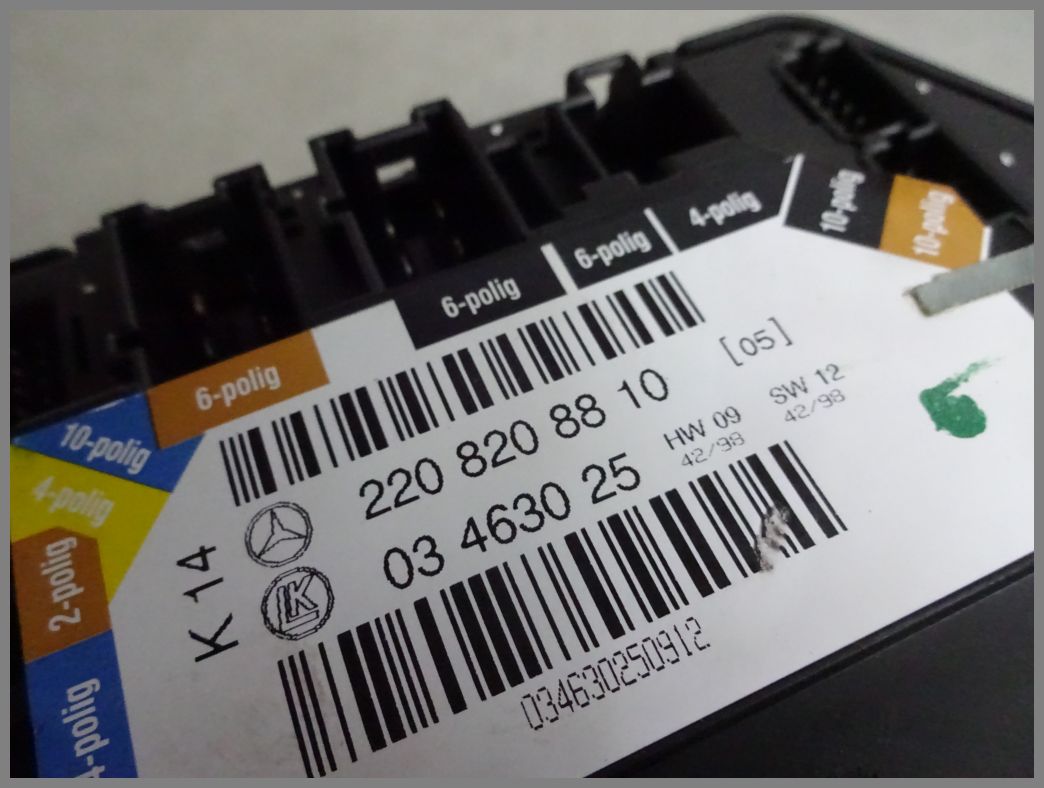 10-polig
10-polig
4-polig
6-polig
6-polig
6-polig
10-polig
4-polig
2-polig
4-polig
[05]
220 820 88 10
HW 09
42/98
SW 12
42/98
03 4630 25
K 14
LK
034630250912